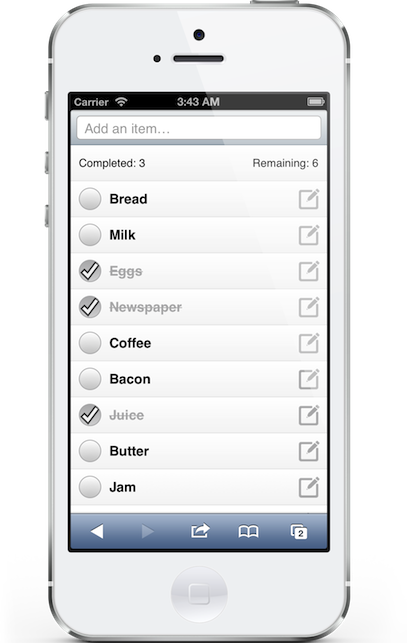 Carrier 3:43 AM
Add an item...
Completed: 3 Remaining: 6
Bread
Milk
Eggs
Newspaper
Coffee
Bacon
Juice
Butter
Jam
2